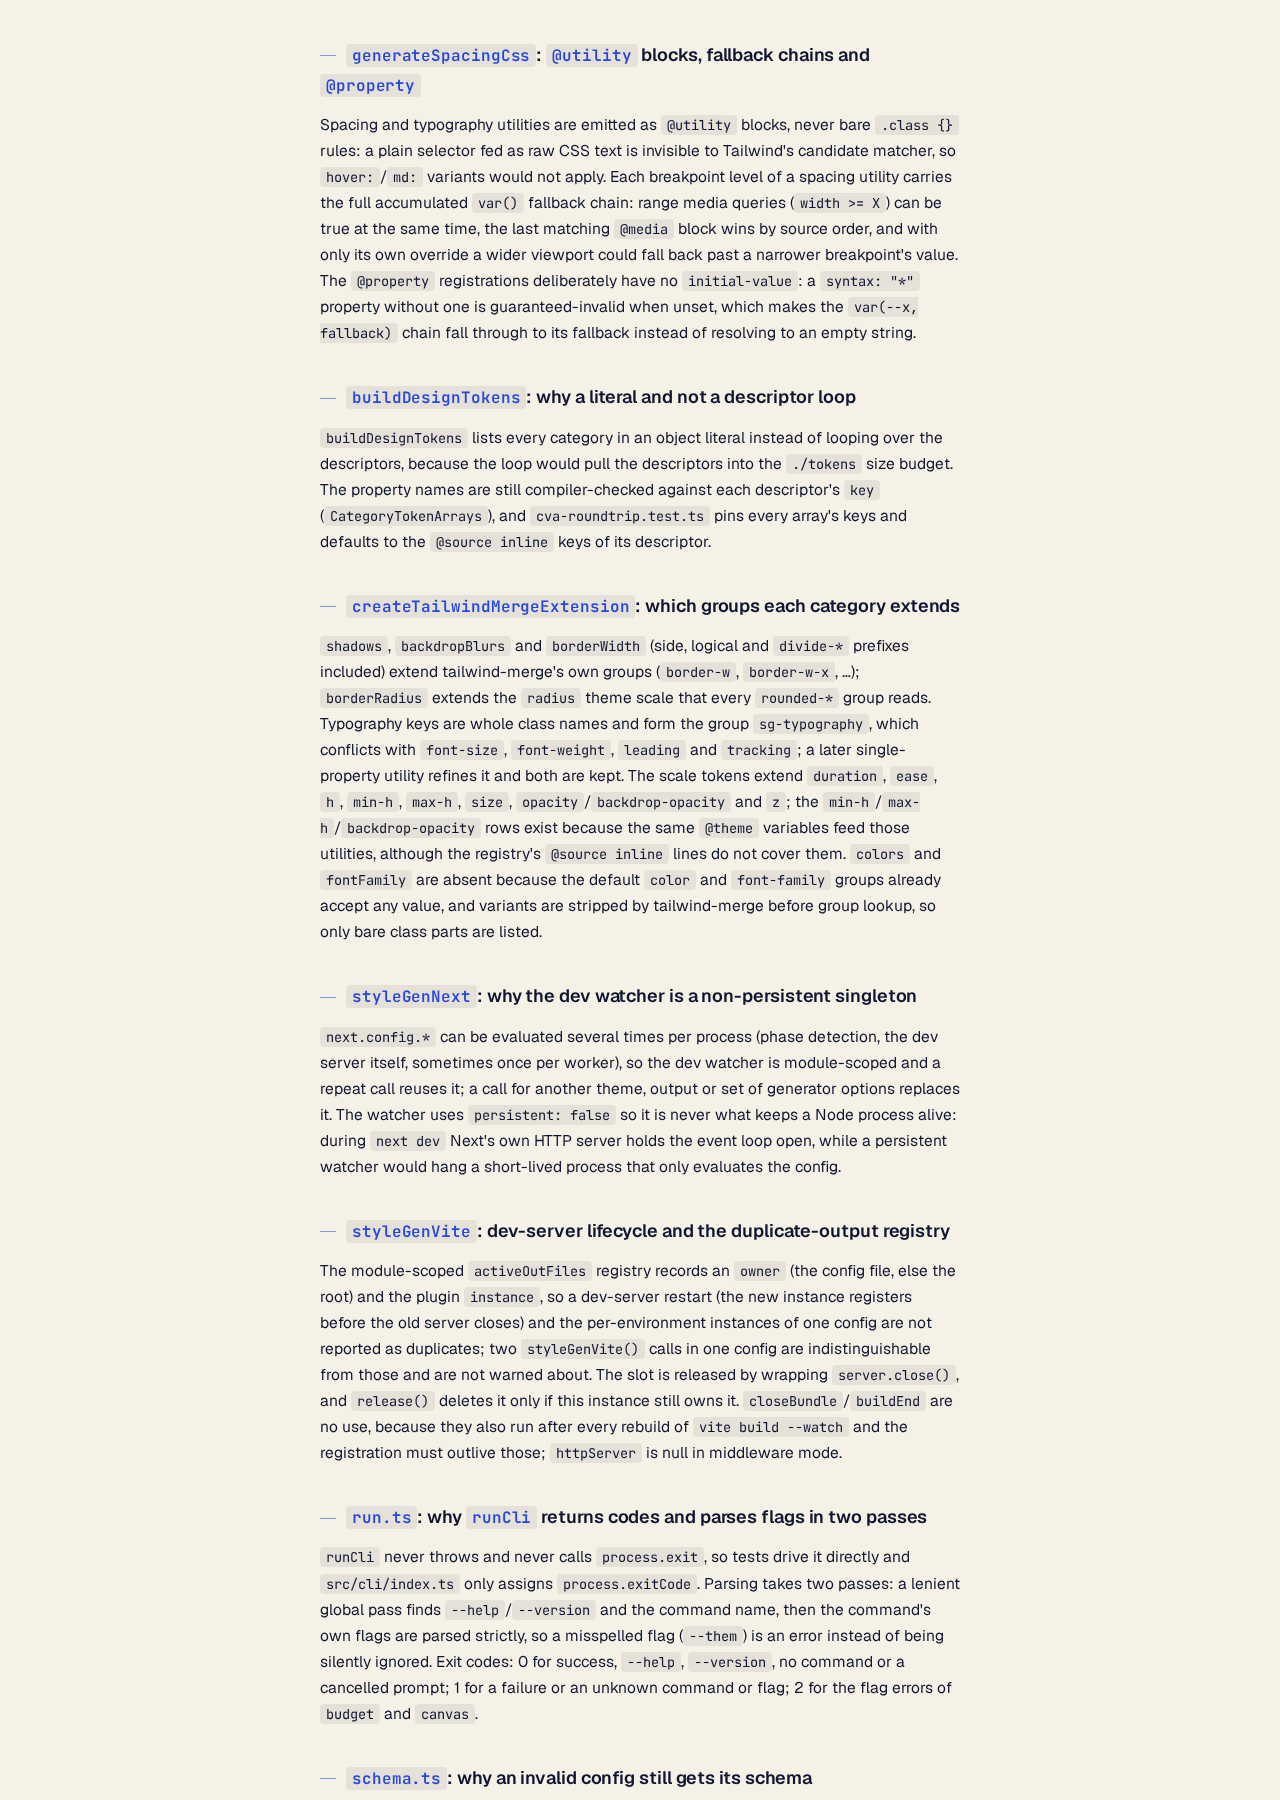 — generateSpacingCss: @utility blocks, fallback chains and
@property
Spacing and typography utilities are emitted as @utility blocks, never bare .class {}
rules: a plain selector fed as raw CSS text is invisible to Tailwind's candidate matcher, so
hover:/md: variants would not apply. Each breakpoint level of a spacing utility carries
the full accumulated var() fallback chain: range media queries (width >= X) can be
true at the same time, the last matching @media block wins by source order, and with
only its own override a wider viewport could fall back past a narrower breakpoint's value.
The @property registrations deliberately have no initial-value: a syntax: "*"
property without one is guaranteed-invalid when unset, which makes the var(--x,
fallback) chain fall through to its fallback instead of resolving to an empty string.
— buildDesignTokens: why a literal and not a descriptor loop
buildDesignTokens lists every category in an object literal instead of looping over the
descriptors, because the loop would pull the descriptors into the ./tokens size budget.
The property names are still compiler-checked against each descriptor's key
(CategoryTokenArrays), and cva-roundtrip.test.ts pins every array's keys and
defaults to the @source inline keys of its descriptor.
— createTailwindMergeExtension: which groups each category extends
shadows, backdropBlurs and borderWidth (side, logical and divide-* prefixes
included) extend tailwind-merge's own groups (border-w, border-w-x, …);
borderRadius extends the radius theme scale that every rounded-* group reads.
Typography keys are whole class names and form the group sg-typography, which
conflicts with font-size, font-weight, leading and tracking; a later single-
property utility refines it and both are kept. The scale tokens extend duration, ease,
h, min-h, max-h, size, opacity/backdrop-opacity and z; the min-h/max-
h/backdrop-opacity rows exist because the same @theme variables feed those
utilities, although the registry's @source inline lines do not cover them. colors and
fontFamily are absent because the default color and font-family groups already
accept any value, and variants are stripped by tailwind-merge before group lookup, so
only bare class parts are listed.
— styleGenNext: why the dev watcher is a non-persistent singleton
next.config.* can be evaluated several times per process (phase detection, the dev
server itself, sometimes once per worker), so the dev watcher is module-scoped and a
repeat call reuses it; a call for another theme, output or set of generator options replaces
it. The watcher uses persistent: false so it is never what keeps a Node process alive:
during next dev Next's own HTTP server holds the event loop open, while a persistent
watcher would hang a short-lived process that only evaluates the config.
— styleGenVite: dev-server lifecycle and the duplicate-output registry
The module-scoped activeOutFiles registry records an owner (the config file, else the
root) and the plugin instance, so a dev-server restart (the new instance registers
before the old server closes) and the per-environment instances of one config are not
reported as duplicates; two styleGenVite() calls in one config are indistinguishable
from those and are not warned about. The slot is released by wrapping server.close(),
and release() deletes it only if this instance still owns it. closeBundle/buildEnd are
no use, because they also run after every rebuild of vite build --watch and the
registration must outlive those; httpServer is null in middleware mode.
— run.ts: why runCli returns codes and parses flags in two passes
runCli never throws and never calls process.exit, so tests drive it directly and
src/cli/index.ts only assigns process.exitCode. Parsing takes two passes: a lenient
global pass finds --help/--version and the command name, then the command's
own flags are parsed strictly, so a misspelled flag (--them) is an error instead of being
silently ignored. Exit codes: 0 for success, --help, --version, no command or a
cancelled prompt; 1 for a failure or an unknown command or flag; 2 for the flag errors of
budget and canvas.
— schema.ts: why an invalid config still gets its schema